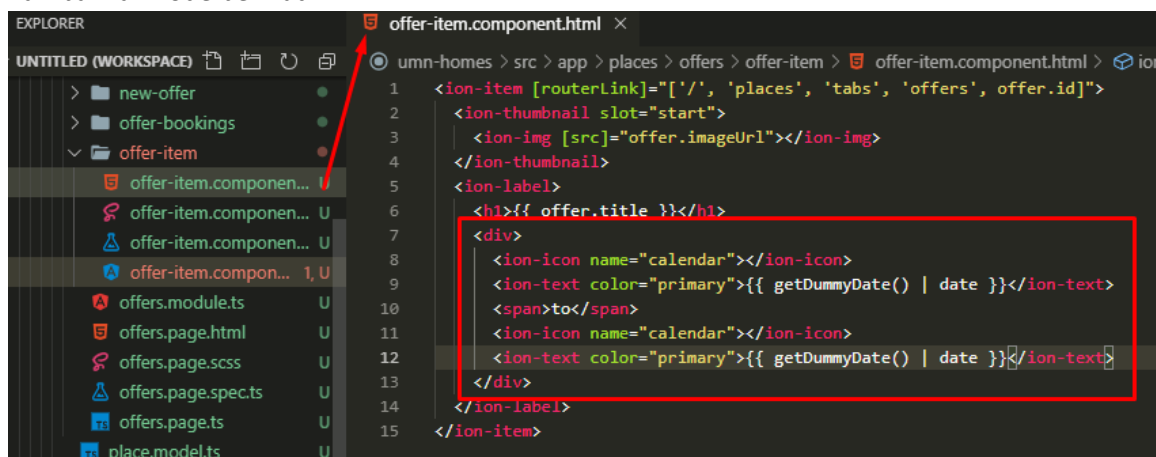 EXPLORER
offer-item.component.html
UNTITLED (WORKSPACE)
umn-homes > src > app > places > offers > offer-item > offer-item.component.html >
> new-offer
> offer-bookings
offer-item
offer-item.componen... U
offer-item.componen... U
offer-item.componen... U
offer-item.compon... 1, U
offers.module.ts U
offers.page.html U
offers.page.scss U
offers.page.spec.ts U
offers.page.ts U
place.model.ts U
1 <ion-item [routerLink]="['/', 'places', 'tabs', 'offers', offer.id]">
2 <ion-thumbnail slot="start">
3 <ion-img [src]="offer.imageUrl"></ion-img>
4 </ion-thumbnail>
5 <ion-label>
6 <h1>{{ offer.title }}</h1>
7 <div>
8 <ion-icon name="calendar"></ion-icon>
9 <ion-text color="primary">{{ getDummyDate() | date }}</ion-text>
10 <span>to</span>
11 <ion-icon name="calendar"></ion-icon>
12 <ion-text color="primary">{{ getDummyDate() | date }}</ion-text>
13 </div>
14 </ion-label>
15 </ion-item>